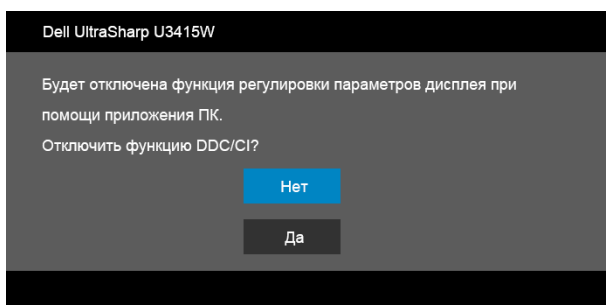 Dell UltraSharp U3415W
Будет отключена функция регулировки параметров дисплея при
помощи приложения ПК.
Отключить функцию DDC/CI?
Нет
Да